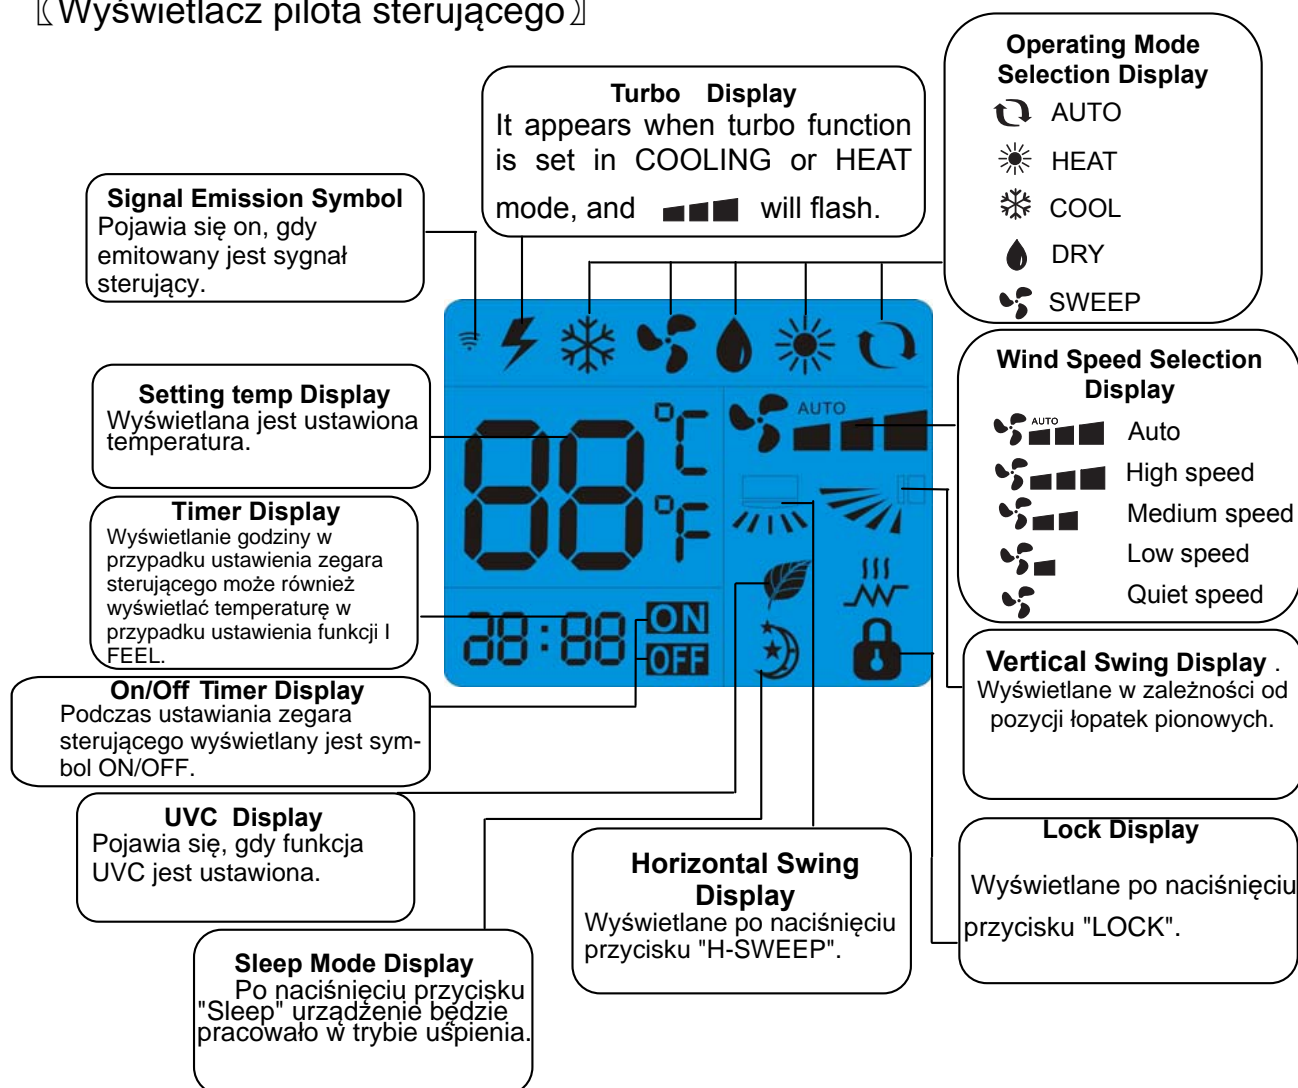 〖Wyświetlacz pilota sterującego〗
Operating Mode
Selection Display
AUTO
HEAT
COOL
DRY
SWEEP
Turbo Display
It appears when turbo function
is set in COOLING or HEAT
mode, and will flash.
Signal Emission Symbol
Pojawia się on, gdy
emitowany jest sygnał
sterujący.
Setting temp Display
Wyświetlana jest ustawiona
temperatura.
Timer Display
Wyświetlanie godziny w
przypadku ustawienia zegara
sterującego może również
wyświetlać temperaturę w
przypadku ustawienia funkcji I
FEEL.
On/Off Timer Display
Podczas ustawiania zegara
sterującego wyświetlany jest sym-
bol ON/OFF.
UVC Display
Pojawia się, gdy funkcja
UVC jest ustawiona.
Sleep Mode Display
Po naciśnięciu przycisku
"Sleep" urządzenie będzie
pracowało w trybie uśpienia.
88 °C
°F
AUTO
88:88 ON
OFF
Wind Speed Selection
Display
AUTO Auto
High speed
Medium speed
Low speed
Quiet speed
Vertical Swing Display .
Wyświetlane w zależności od
pozycji łopatek pionowych.
Horizontal Swing
Display
Wyświetlane po naciśnięciu
przycisku "H-SWEEP".
Lock Display
Wyświetlane po naciśnięciu
przycisku "LOCK".